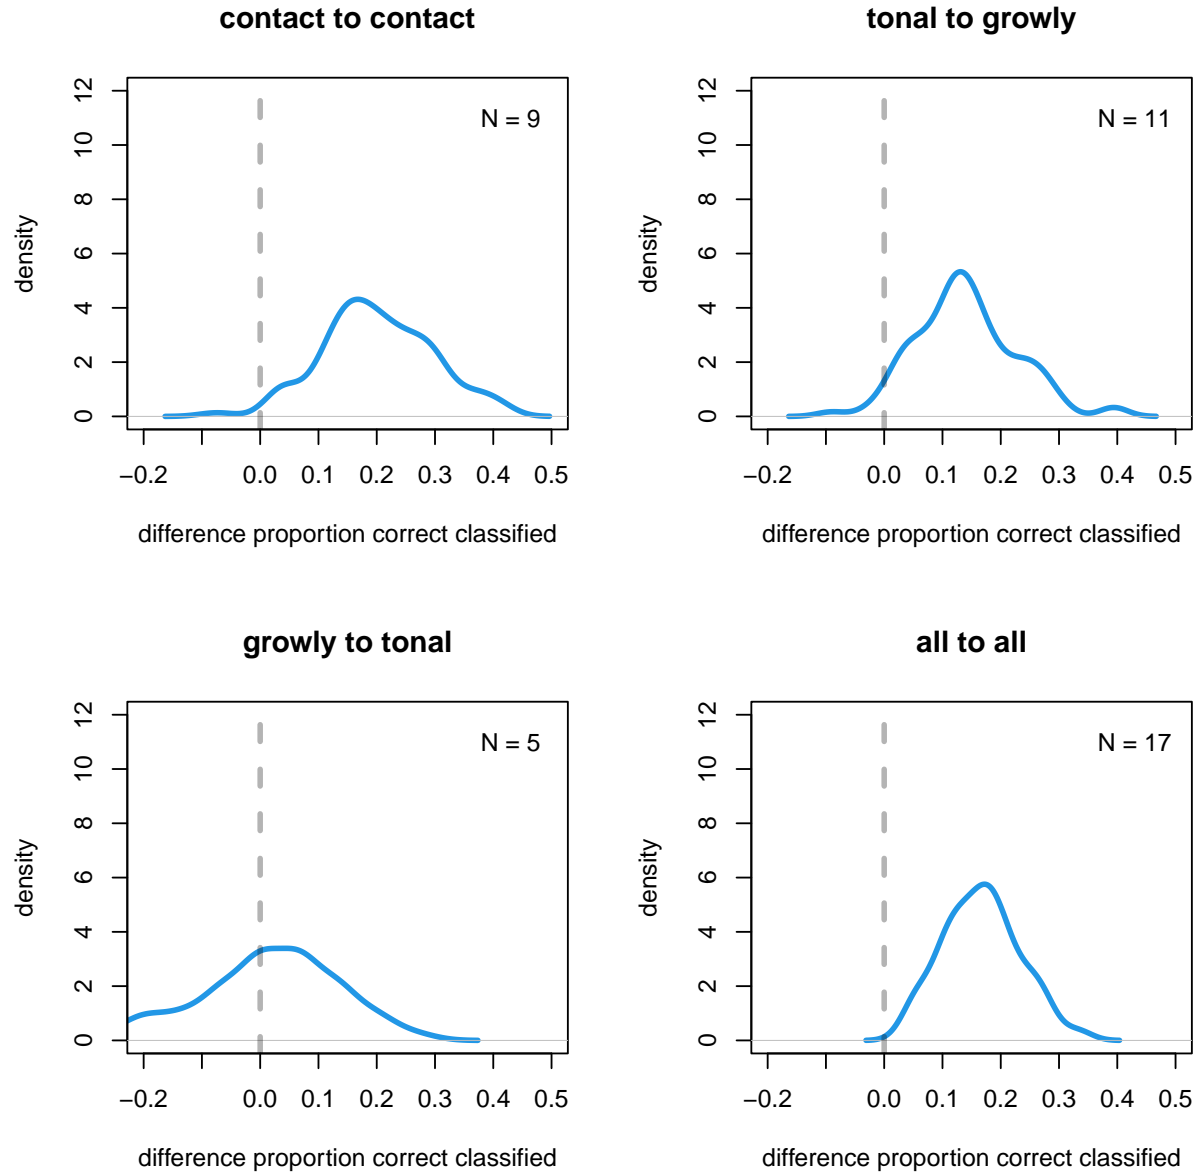 contact to contact
N = 9
density
0 2 4 6 8 10 12
−0.2 0.0 0.1 0.2 0.3 0.4 0.5
difference proportion correct classified
tonal to growly
N = 11
density
0 2 4 6 8 10 12
−0.2 0.0 0.1 0.2 0.3 0.4 0.5
difference proportion correct classified
growly to tonal
N = 5
density
0 2 4 6 8 10 12
−0.2 0.0 0.1 0.2 0.3 0.4 0.5
difference proportion correct classified
all to all
N = 17
density
0 2 4 6 8 10 12
−0.2 0.0 0.1 0.2 0.3 0.4 0.5
difference proportion correct classified